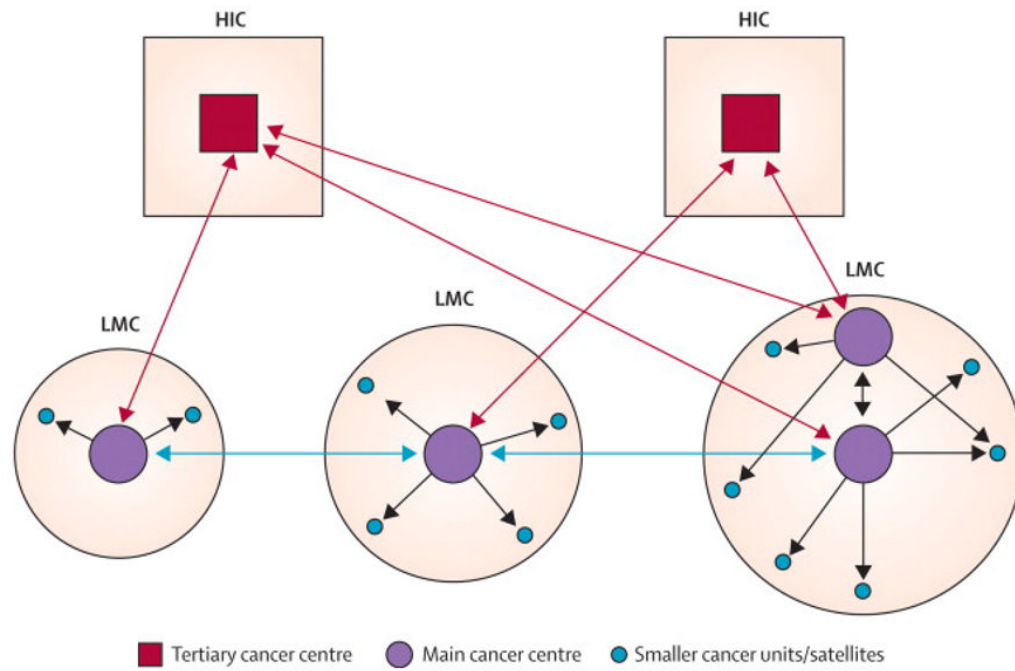 HIC
HIC
LMC
LMC
LMC
Tertiary cancer centre
Main cancer centre
Smaller cancer units/satellites